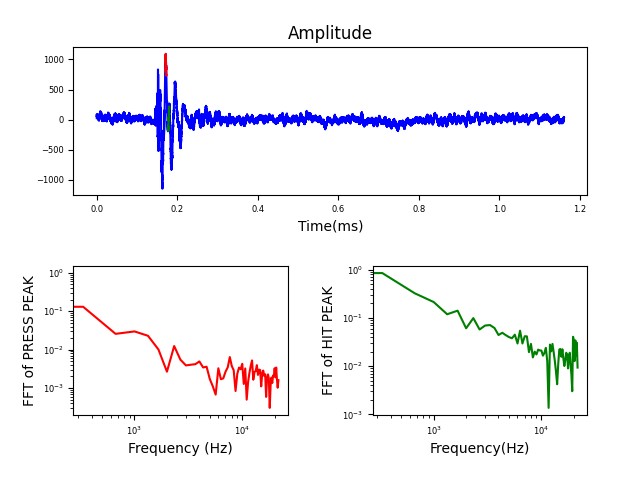 Amplitude
1000
500
0
−500
−1000
0.0 0.2 0.4 0.6 0.8 1.0 1.2
Time(ms)
FFT of PRESS PEAK
10⁰
10⁻¹
10⁻²
10⁻³
10³ 10⁴
Frequency (Hz)
FFT of HIT PEAK
10⁰
10⁻¹
10⁻²
10⁻³
10³ 10⁴
Frequency(Hz)